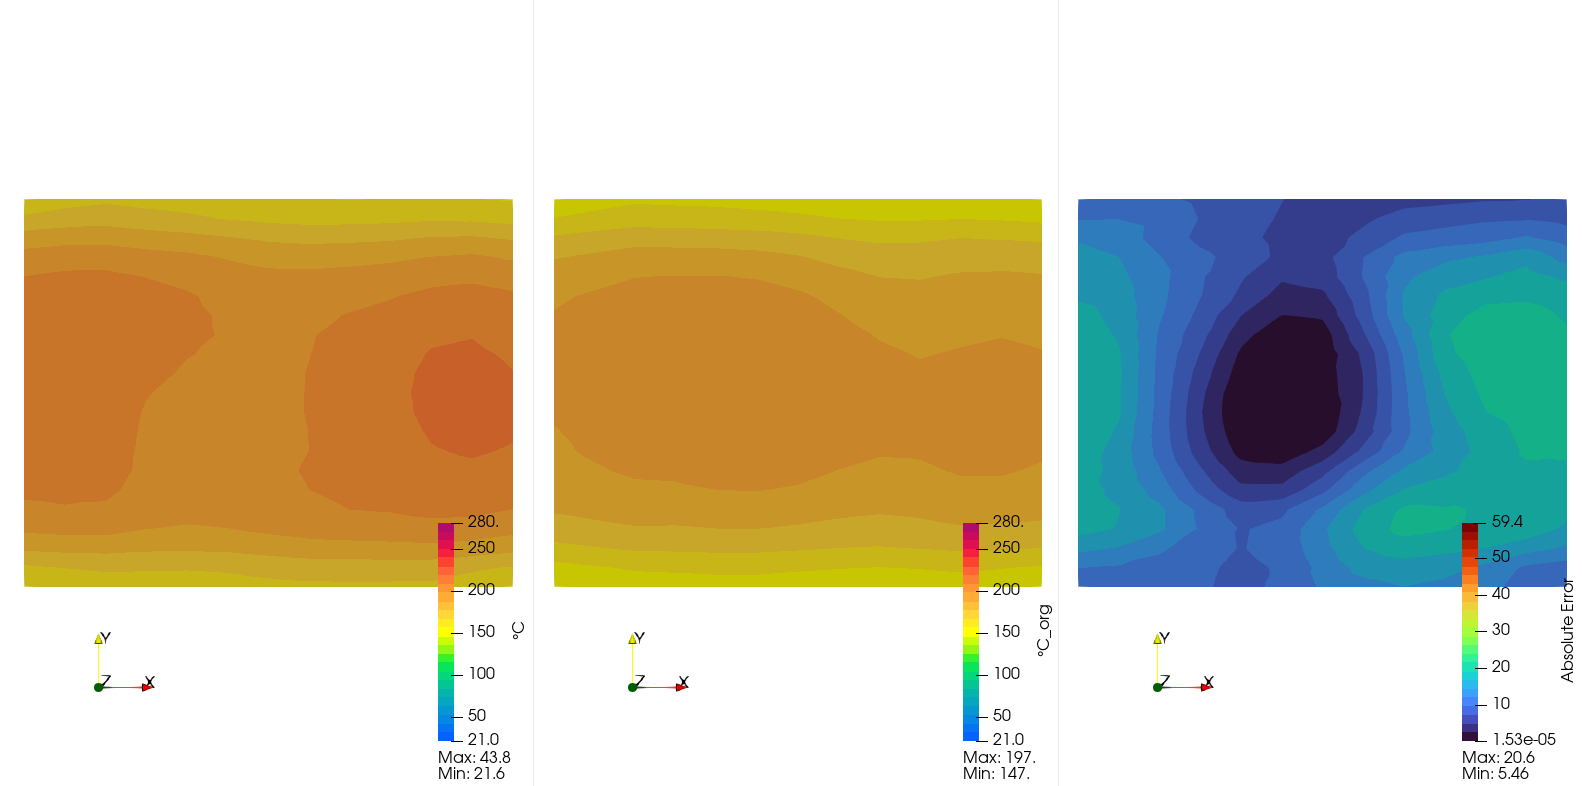 280.
250
200
150
100
50
21.0
°C
Max: 43.8
Min: 21.6
Y
Z
X
280.
250
200
150
100
50
21.0
°C_org
Max: 197.
Min: 147.
Y
Z
X
59.4
50
40
30
20
10
1.53e-05
Absolute Error
Max: 20.6
Min: 5.46
Y
Z
X